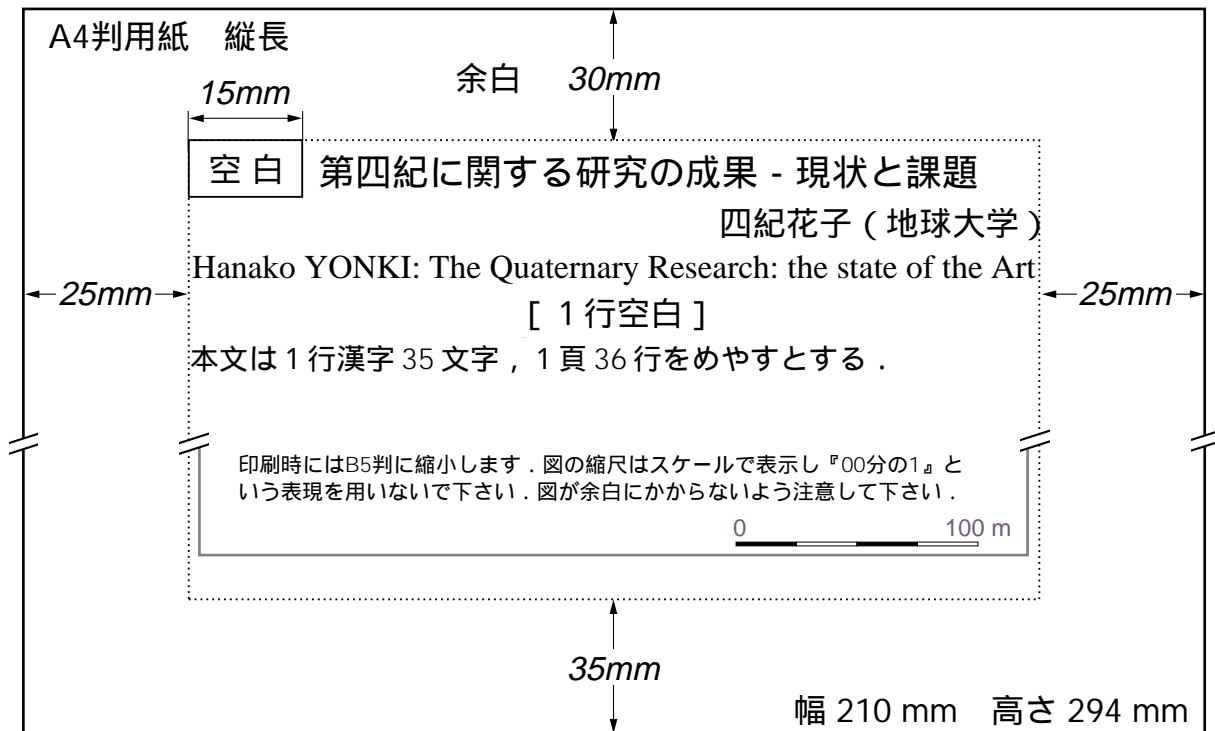 A4判用紙　縦長
余白　30mm
15mm
空 白
第四紀に関する研究の成果 - 現状と課題
四紀花子（地球大学）
Hanako YONKI: The Quaternary Research: the state of the Art
25mm
25mm
[ 1行空白 ]
本文は1行漢字 35 文字，1頁 36 行をめやすとする．
印刷時にはB5判に縮小します．図の縮尺はスケールで表示し『00分の1』と
いう表現を用いないで下さい．図が余白にかからないよう注意して下さい．
0　100 m
35mm
幅 210 mm　高さ 294 mm